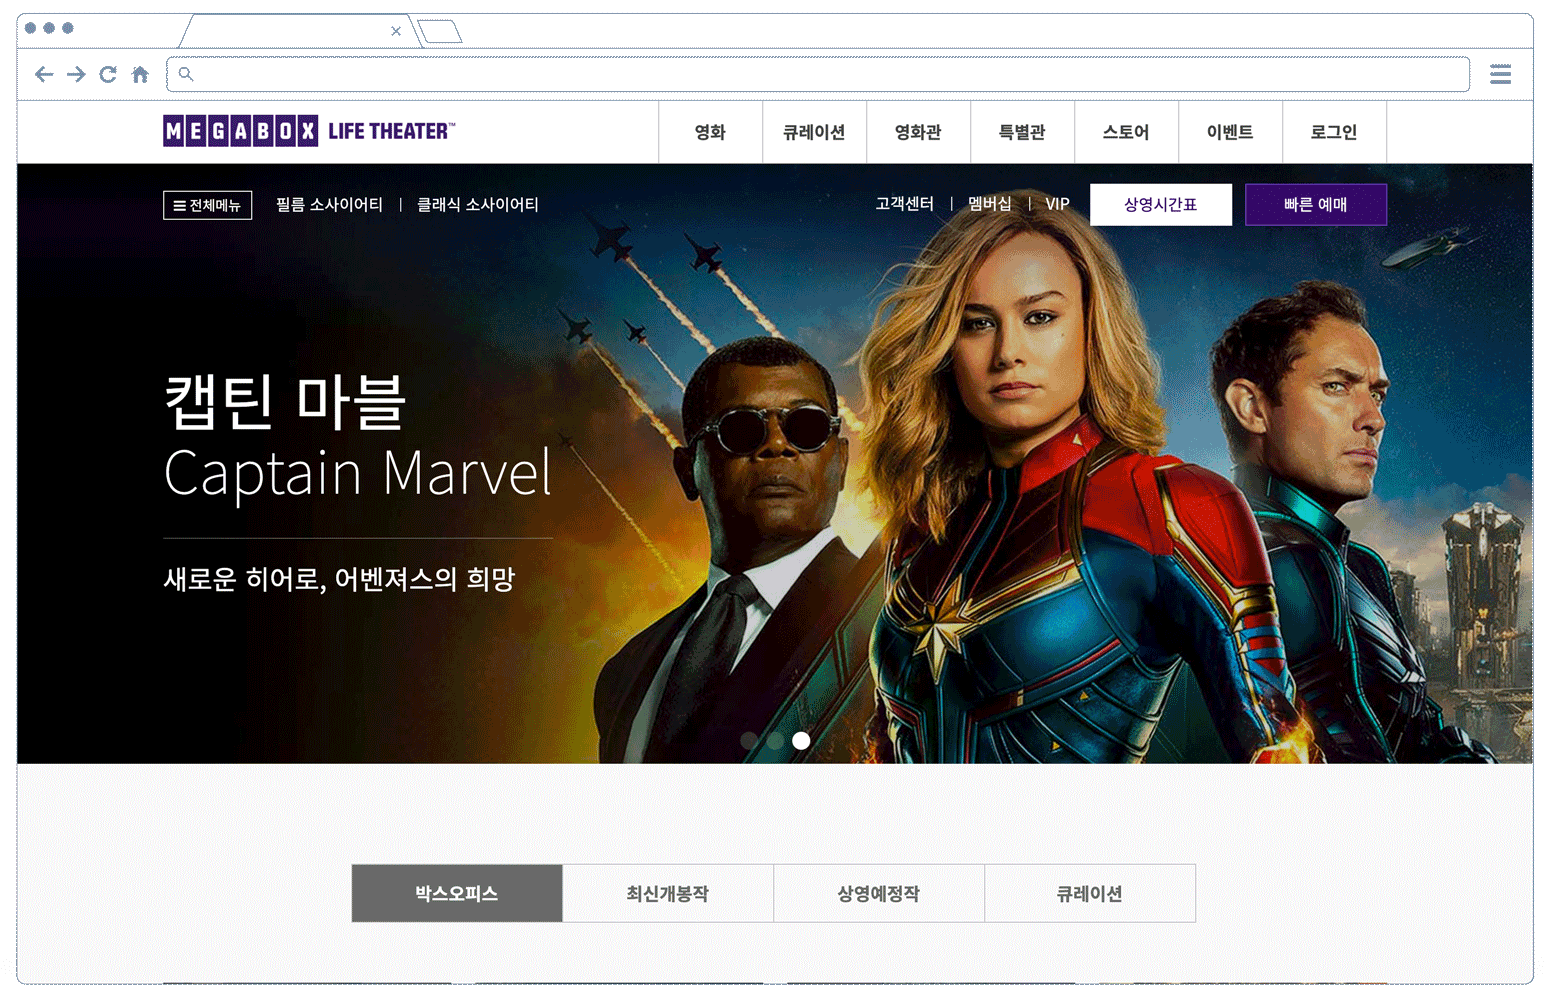 MEGABOX LIFE THEATER™
영화 큐레이션 영화관 특별관 스토어 이벤트 로그인
전체메뉴 필름 소사이어티 | 클래식 소사이어티 고객센터 | 멤버십 | VIP 상영시간표 빠른 예매
캡틴 마블
Captain Marvel
새로운 히어로, 어벤져스의 희망
박스오피스 최신개봉작 상영예정작 큐레이션